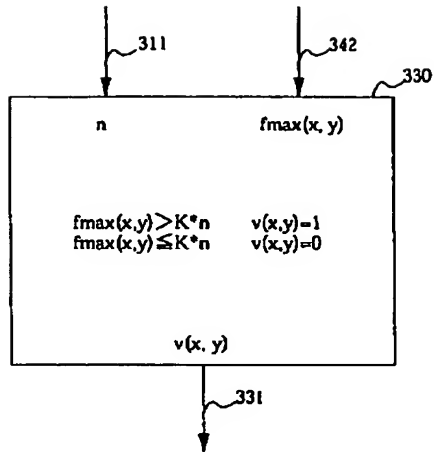 311 342
330
n fmax(x, y)
fmax(x,y)>K*n v(x,y)=1
fmax(x,y)≦K*n v(x,y)=0
v(x, y)
331